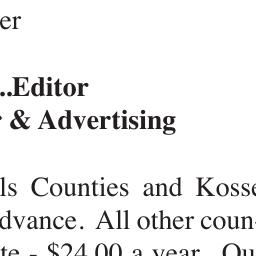 er
..Editor
& Advertising
ls Counties and Kosse
dvance. All other coun-
te - $24.00 a year. Ou